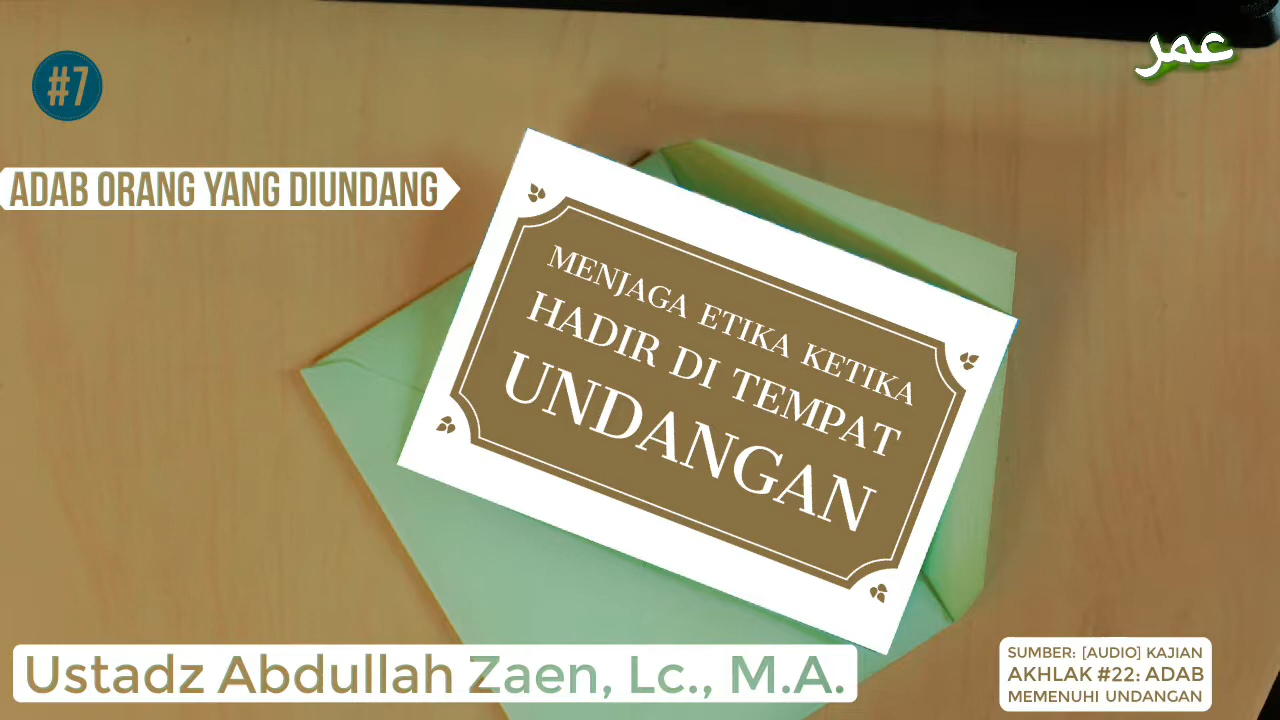 عمر
#7
ADAB ORANG YANG DIUNDANG
MENJAGA ETIKA KETIKA
HADIR DI TEMPAT
UNDANGAN
Ustadz Abdullah Zaen, Lc., M.A.
SUMBER: [AUDIO] KAJIAN
AKHLAK #22: ADAB
MEMENUHI UNDANGAN